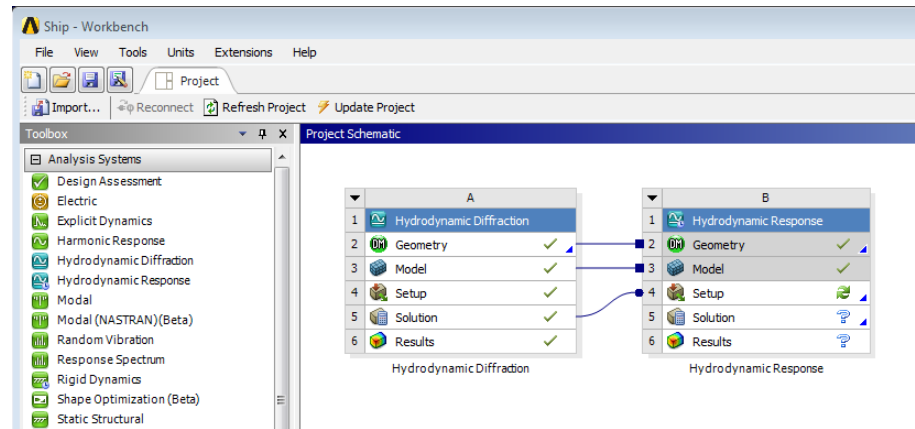 Ship - Workbench
File View Tools Units Extensions Help
Project
Import... Reconnect Refresh Project Update Project
Toolbox
Project Schematic
Analysis Systems
Design Assessment
Electric
Explicit Dynamics
Harmonic Response
Hydrodynamic Diffraction
Hydrodynamic Response
Modal
Modal (NASTRAN)(Beta)
Random Vibration
Response Spectrum
Rigid Dynamics
Shape Optimization (Beta)
Static Structural
A
1 Hydrodynamic Diffraction
2 DM Geometry
3 Model
4 Setup
5 Solution
6 Results
Hydrodynamic Diffraction
B
1 Hydrodynamic Response
2 DM Geometry
3 Model
4 Setup
5 Solution ?
6 Results ?
Hydrodynamic Response